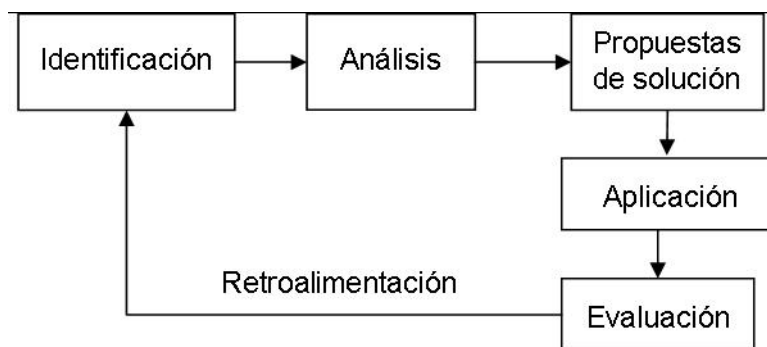 Identificación
Análisis
Propuestas
de solución
Aplicación
Retroalimentación
Evaluación